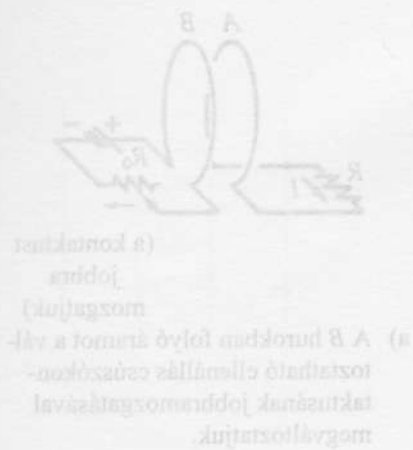 A B
+ −
R
I
R₀
(a kontaktust
jobbra
mozgatjuk)
a) A B hurokban folyó áramot a vál-
toztatható ellenállás csúszókon-
taktusának jobbramozgatásával
megváltoztatjuk.